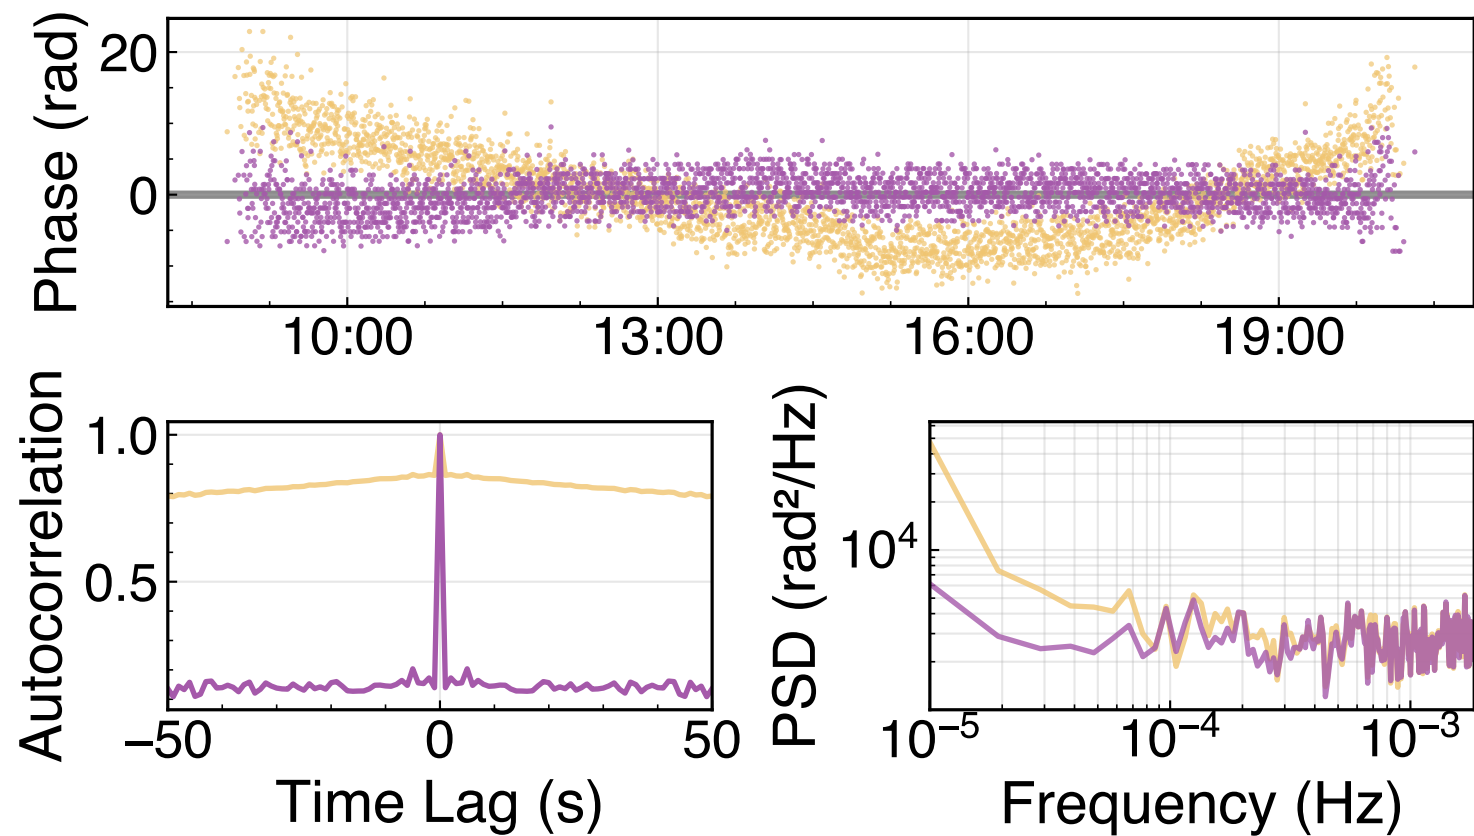 Phase (rad)
20
0
10:00 13:00 16:00 19:00
Autocorrelation
1.0
0.5
−50 0 50
Time Lag (s)
PSD (rad²/Hz)
10⁴
10⁻⁵ 10⁻⁴ 10⁻³
Frequency (Hz)